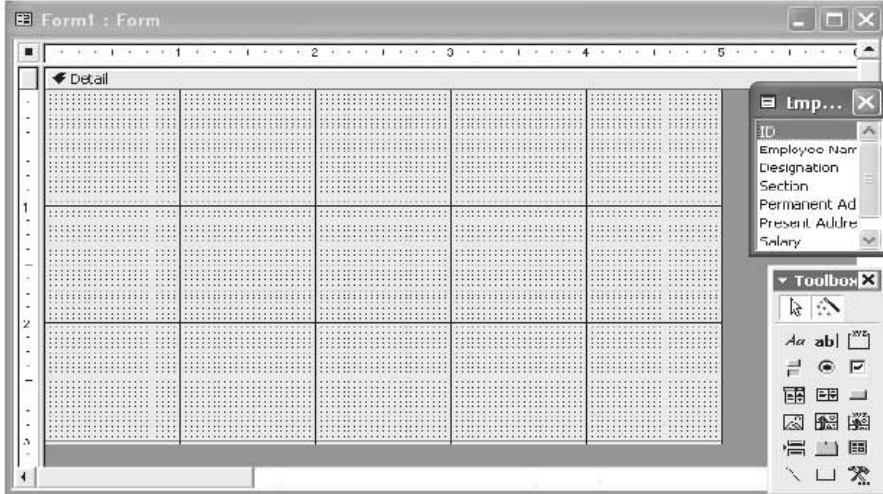 Form1 : Form
1 2 3 4 5
Detail
1
2
Emp...
ID
Employee Nam
Designation
Section
Permanent Ad
Present Addre
Salary
Toolbox
Aa ab| XYZ